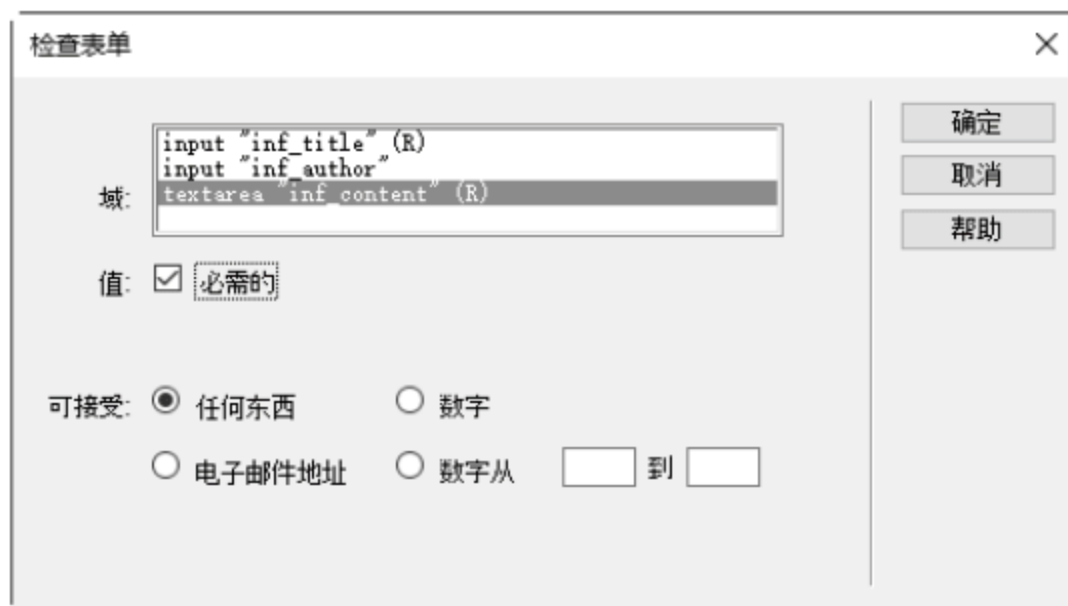 检查表单
确定
取消
帮助
域:
input "inf_title" (R)
input "inf_author"
textarea "inf_content" (R)
值: 必需的
可接受: 任何东西 数字
电子邮件地址 数字从 到